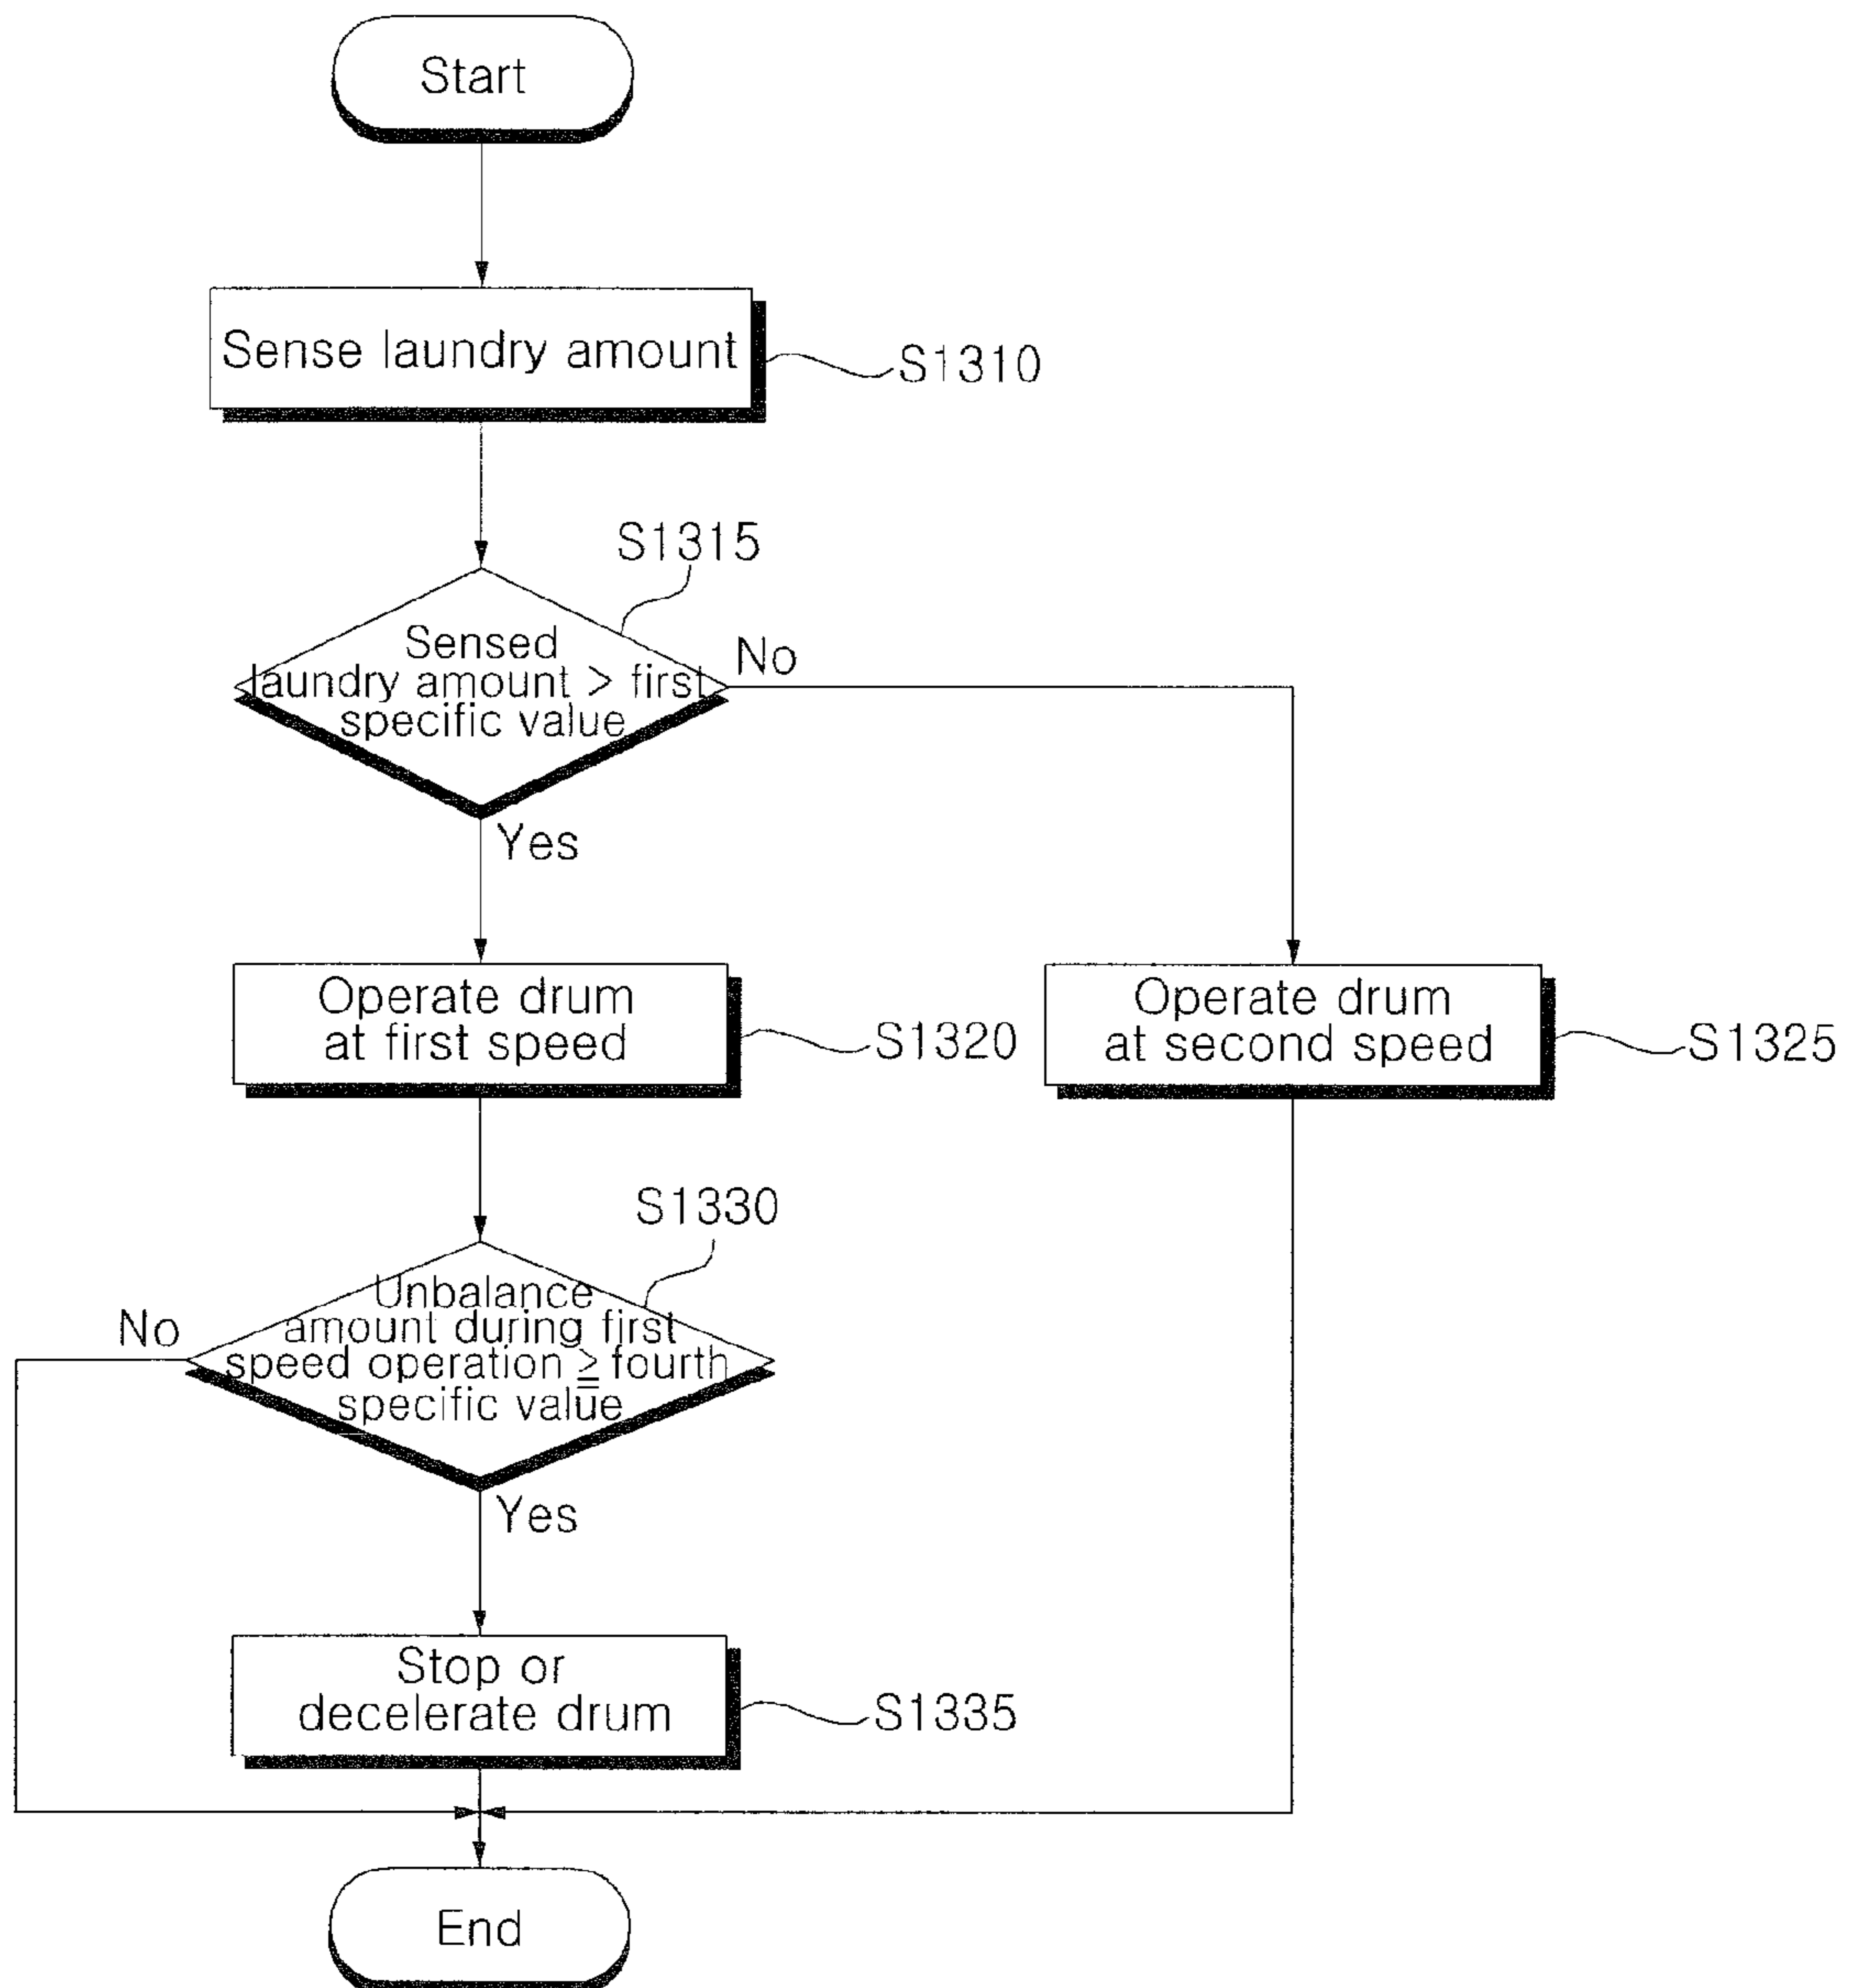 Start
Sense laundry amount
S1310
S1315
Sensed
laundry amount > first
specific value
No
Yes
Operate drum
at first speed
S1320
Operate drum
at second speed
S1325
S1330
Unbalance
amount during first
speed operation ≧ fourth
specific value
No
Yes
Stop or
decelerate drum
S1335
End